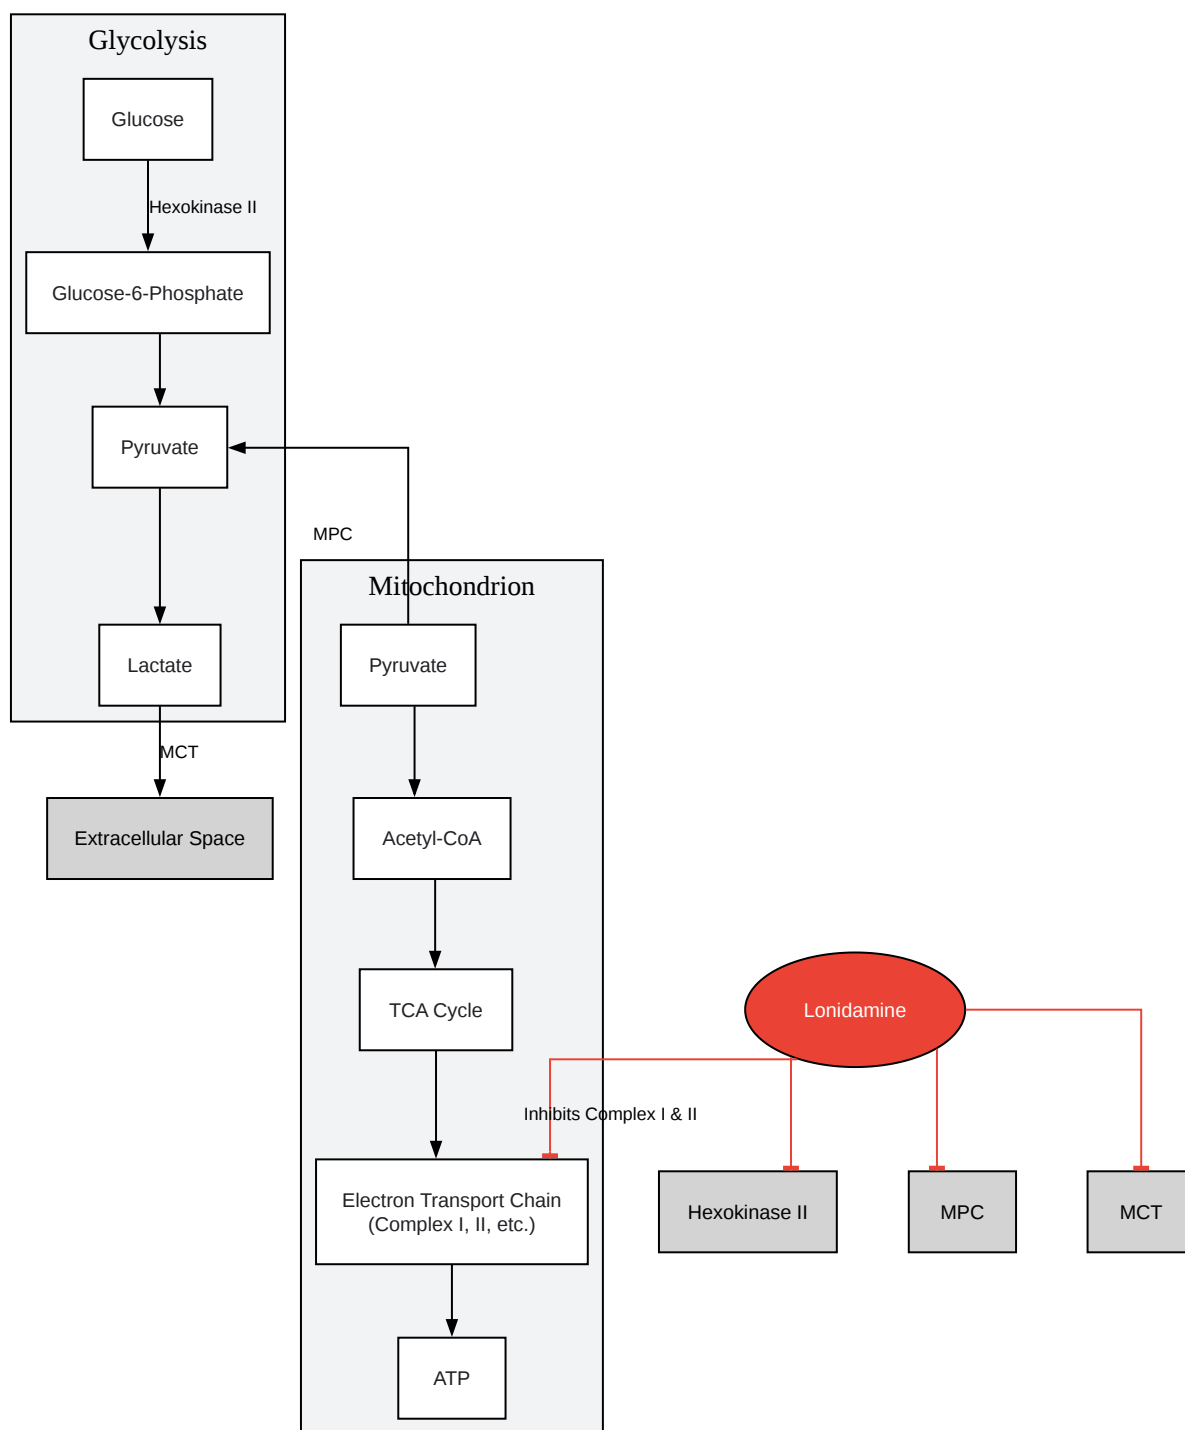 Glycolysis
Glucose
Hexokinase II
Glucose-6-Phosphate
Pyruvate
MPC
Mitochondrion
Lactate
Pyruvate
MCT
Extracellular Space
Acetyl-CoA
TCA Cycle
Lonidamine
Inhibits Complex I & II
Electron Transport Chain
(Complex I, II, etc.)
Hexokinase II
MPC
MCT
ATP